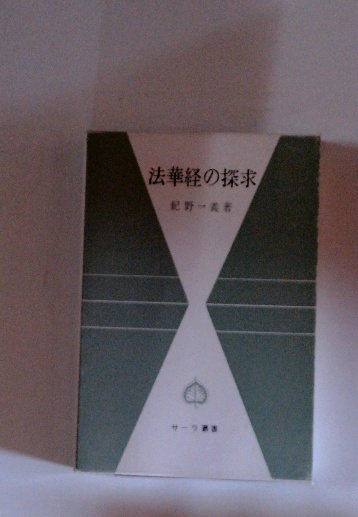 法華経の探求
紀野一義著
サーラ叢書